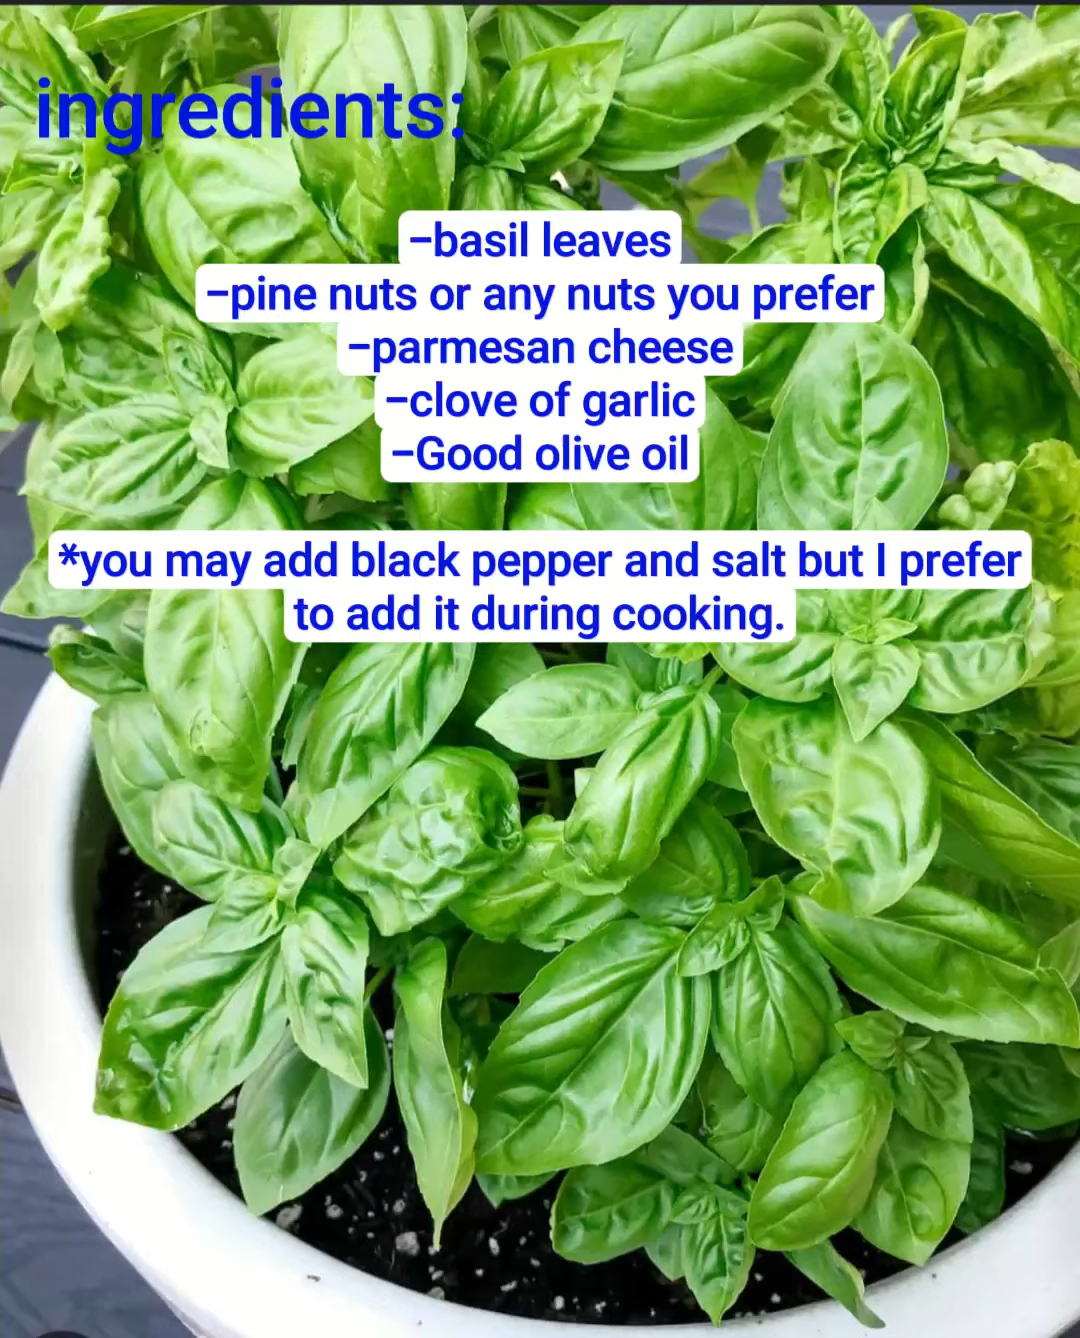 ingredients:
-basil leaves
-pine nuts or any nuts you prefer
-parmesan cheese
-clove of garlic
-Good olive oil
*you may add black pepper and salt but I prefer
to add it during cooking.